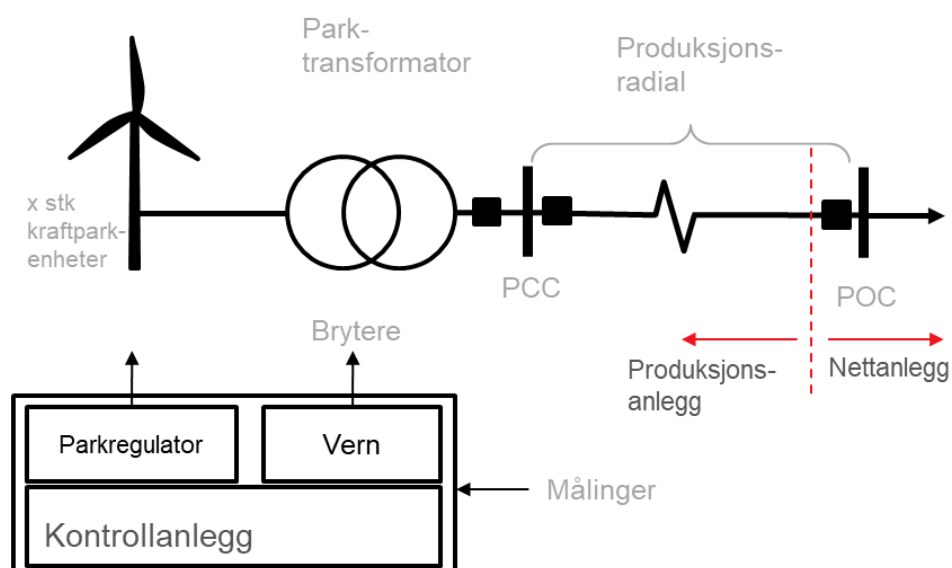 Park-
transformator
Produksjons-
radial
x stk
kraftpark-
enheter
PCC
POC
Brytere
Produksjons-
anlegg
Nettanlegg
Parkregulator
Vern
Målinger
Kontrollanlegg